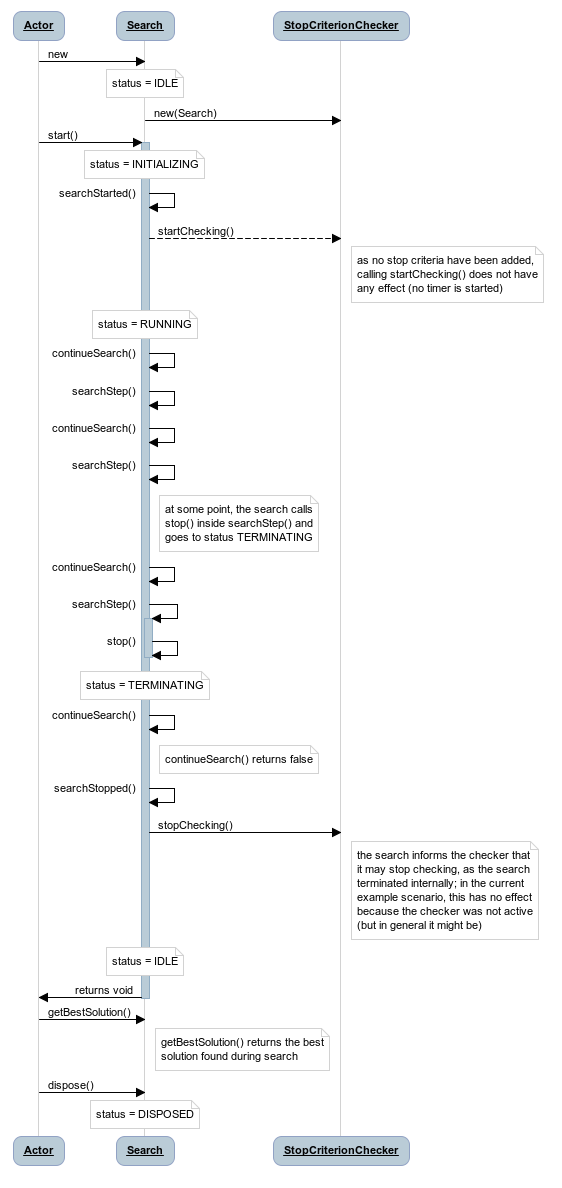 Actor
Search
StopCriterionChecker
new
status = IDLE
new(Search)
start()
status = INITIALIZING
searchStarted()
startChecking()
as no stop criteria have been added,
calling startChecking() does not have
any effect (no timer is started)
status = RUNNING
continueSearch()
searchStep()
continueSearch()
searchStep()
at some point, the search calls
stop() inside searchStep() and
goes to status TERMINATING
continueSearch()
searchStep()
stop()
status = TERMINATING
continueSearch()
continueSearch() returns false
searchStopped()
stopChecking()
the search informs the checker that
it may stop checking, as the search
terminated internally; in the current
example scenario, this has no effect
because the checker was not active
(but in general it might be)
status = IDLE
returns void
getBestSolution()
getBestSolution() returns the best
solution found during search
dispose()
status = DISPOSED
Actor
Search
StopCriterionChecker